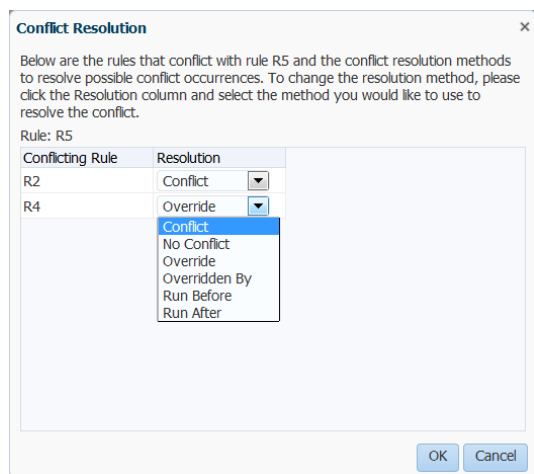 Conflict Resolution
Below are the rules that conflict with rule R5 and the conflict resolution methods
to resolve possible conflict occurrences. To change the resolution method, please
click the Resolution column and select the method you would like to use to
resolve the conflict.
Rule: R5
Conflicting Rule Resolution
R2 Conflict
R4 Override
Conflict
No Conflict
Override
Overridden By
Run Before
Run After
OK Cancel